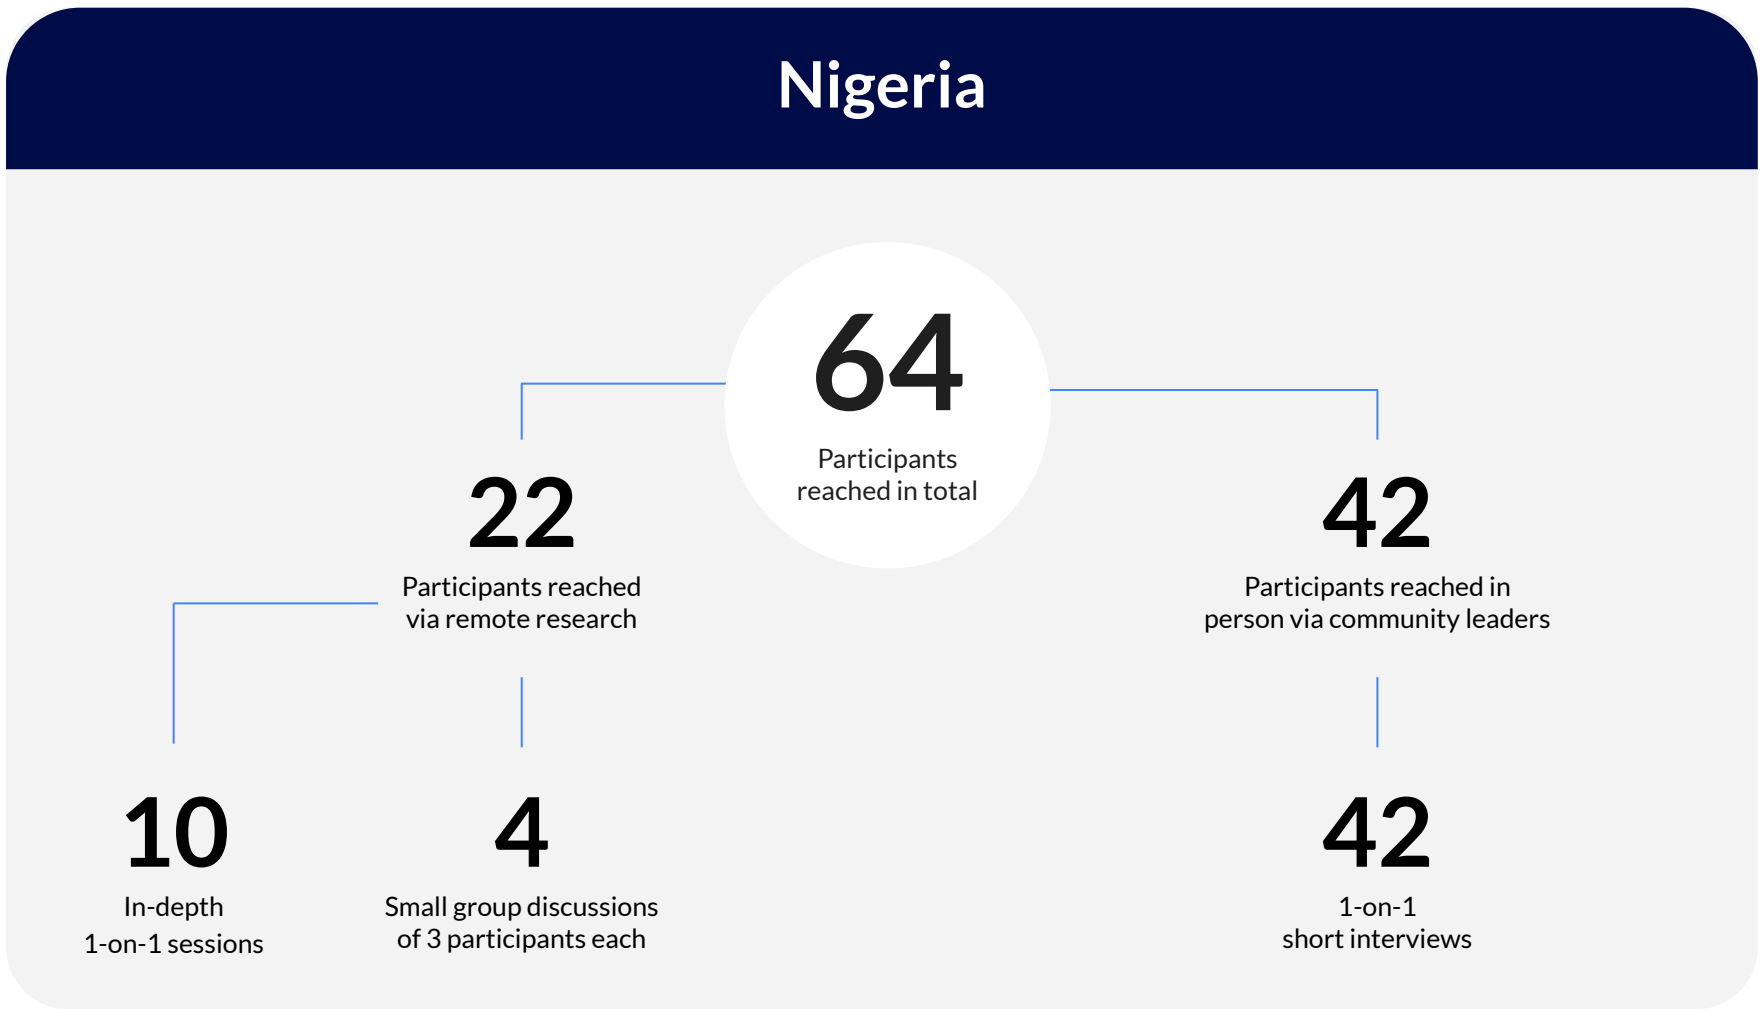 Nigeria
64
Participants
reached in total
22
Participants reached
via remote research
42
Participants reached in
person via community leaders
10
In-depth
1-on-1 sessions
4
Small group discussions
of 3 participants each
42
1-on-1
short interviews